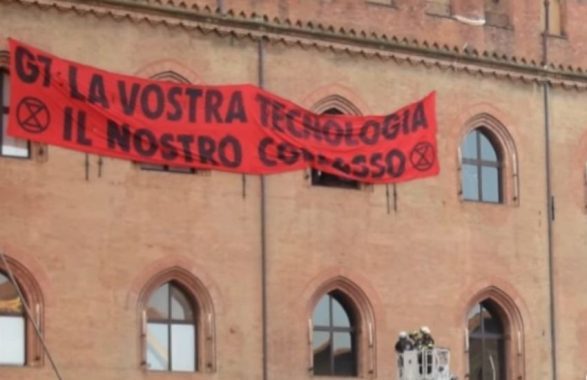 G7: LA VOSTRA TECNOLOGIA
IL NOSTRO COLLASSO